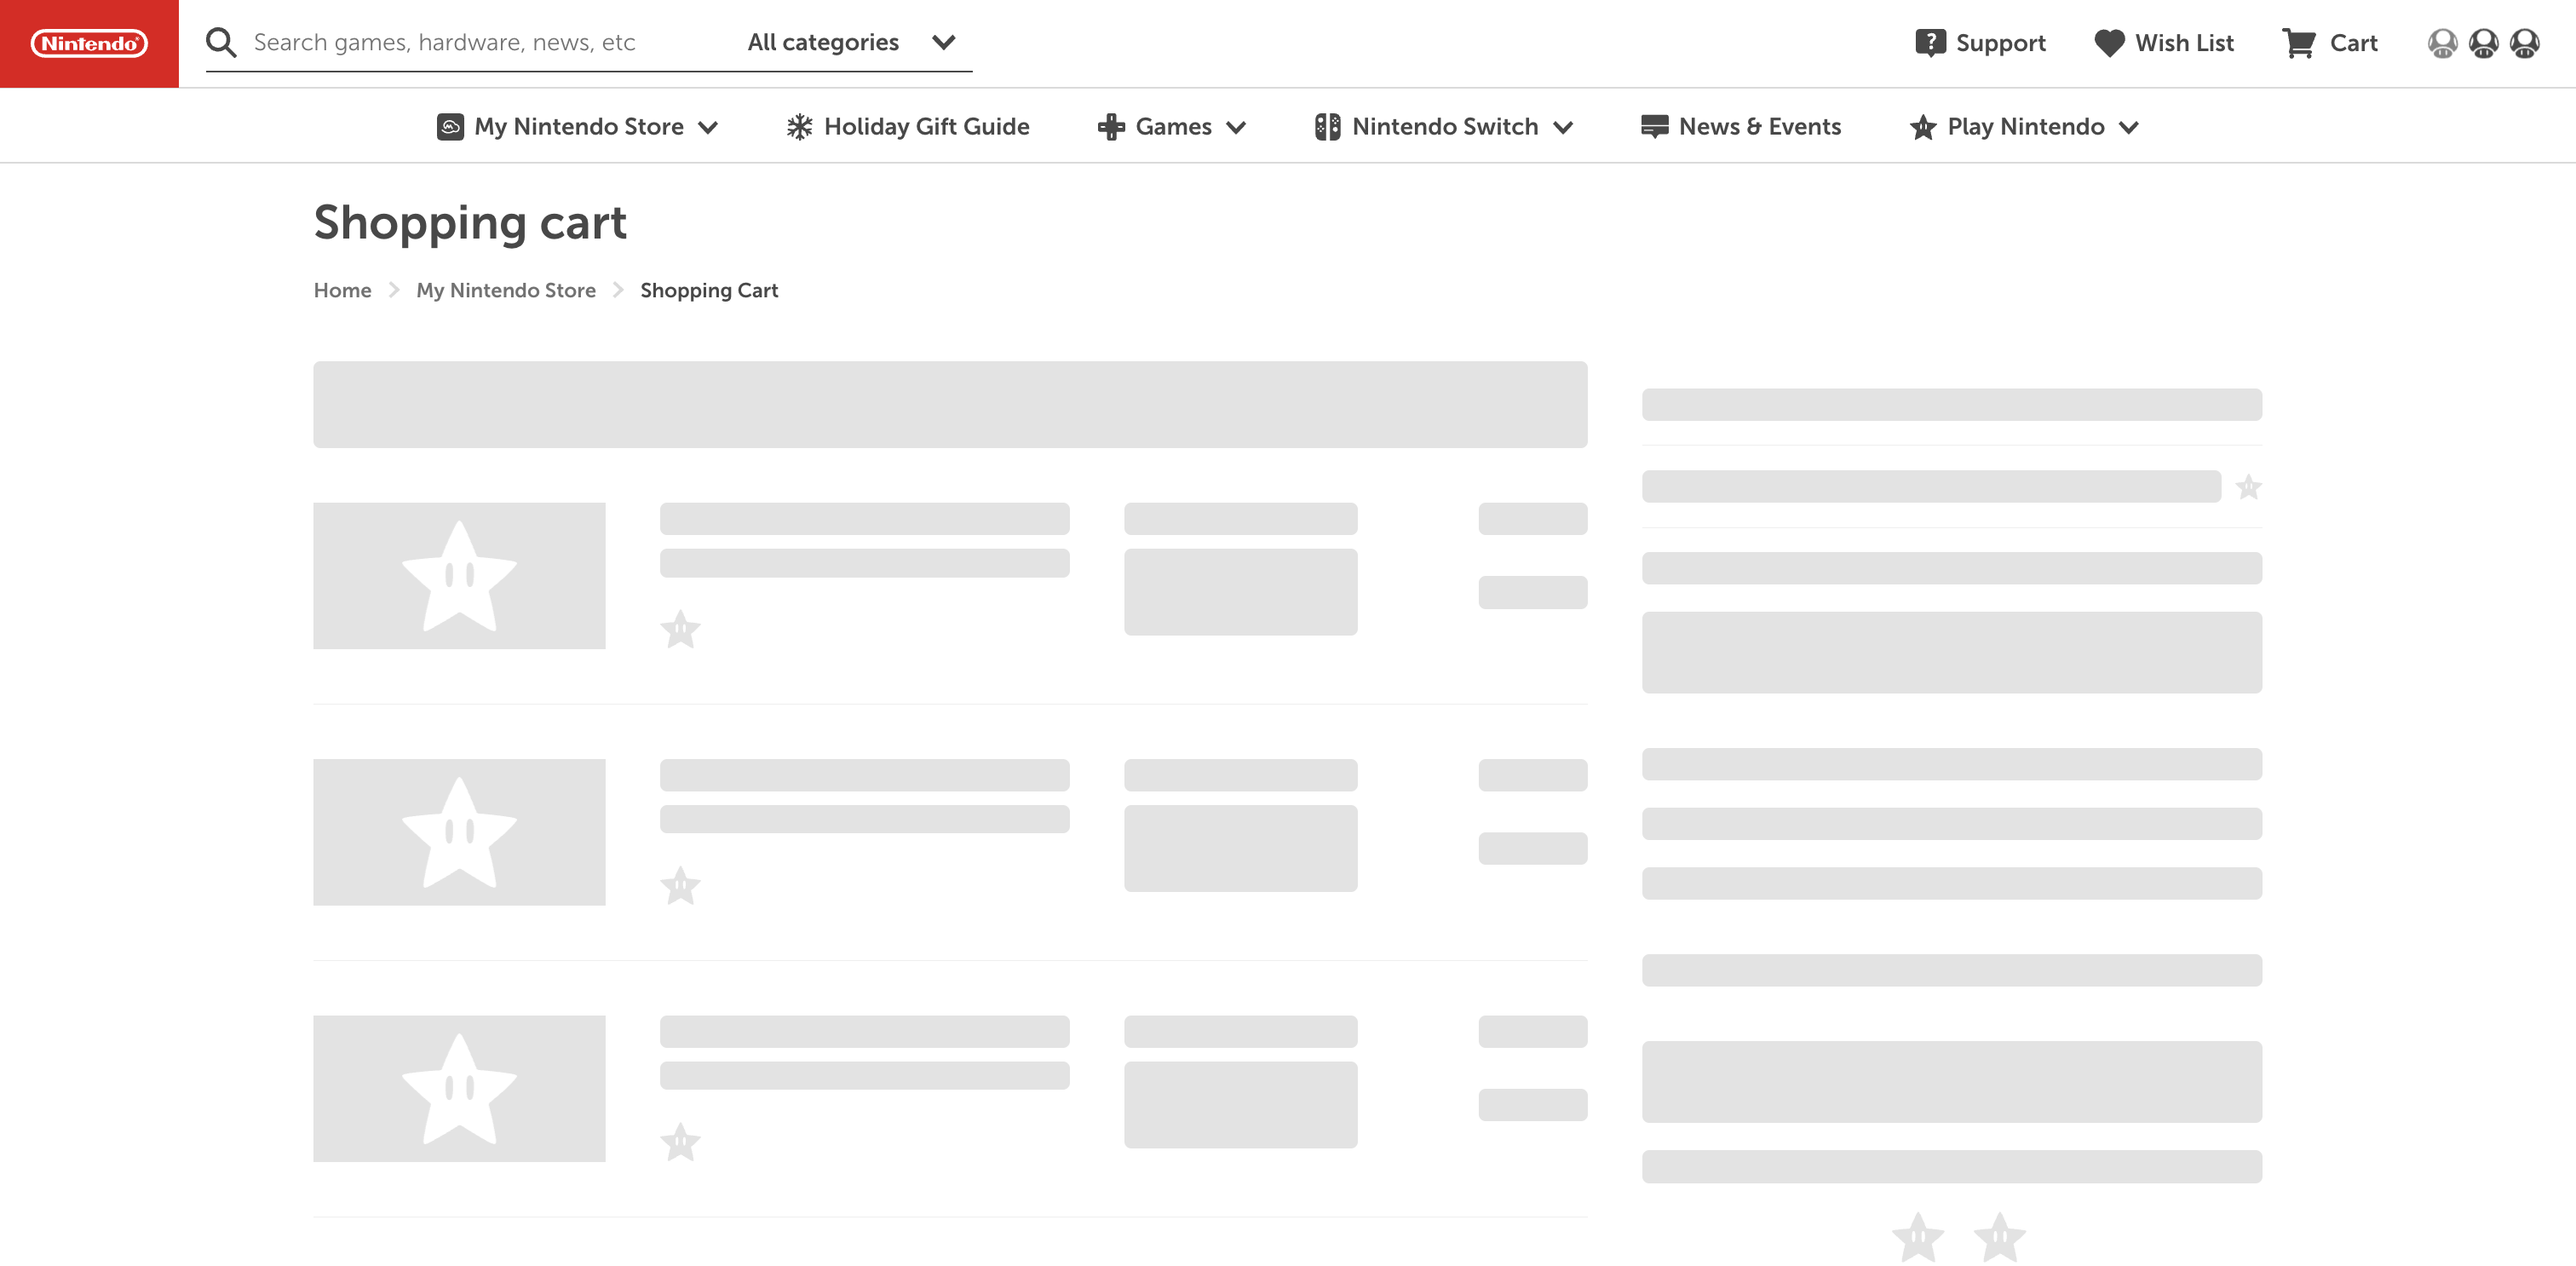 Nintendo
Search games, hardware, news, etc
All categories
Support
Wish List
Cart
My Nintendo Store
Holiday Gift Guide
Games
Nintendo Switch
News & Events
Play Nintendo
Shopping cart
Home
My Nintendo Store
Shopping Cart